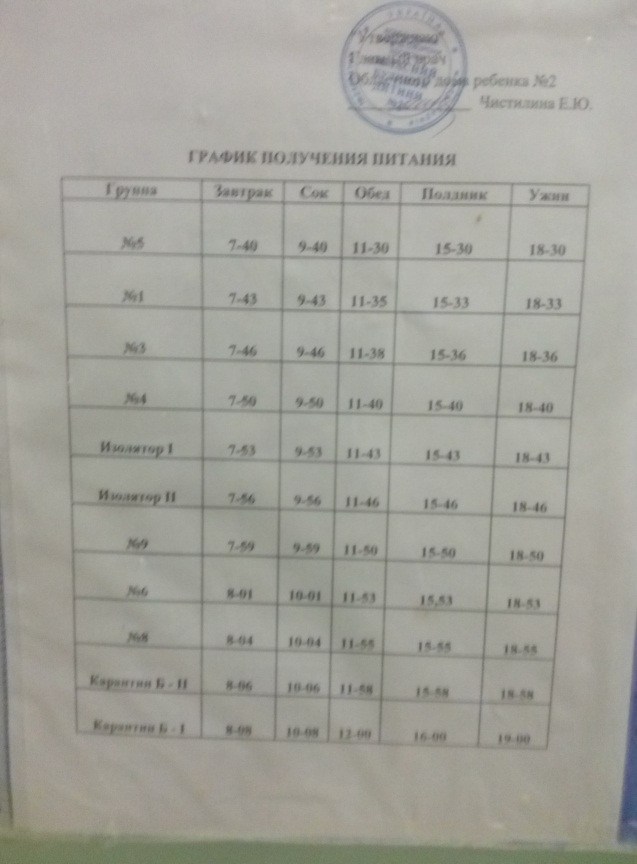 Утверждаю
Главный врач
Областного дома ребенка №2
Чистилина Е.Ю.
ГРАФИК ПОЛУЧЕНИЯ ПИТАНИЯ
Группа Завтрак Сок Обед Полдник Ужин
№5 7-40 9-40 11-30 15-30 18-30
№1 7-43 9-43 11-35 15-33 18-33
№3 7-46 9-46 11-38 15-36 18-36
№4 7-50 9-50 11-40 15-40 18-40
Изолятор I 7-53 9-53 11-43 15-43 18-43
Изолятор II 7-56 9-56 11-46 15-46 18-46
№9 7-59 9-59 11-50 15-50 18-50
№6 8-01 10-01 11-53 15,53 18-53
№8 8-04 10-04 11-55 15-55 18-55
Карантин Б - II 8-06 10-06 11-58 15-58 18-58
Карантин Б - I 8-08 10-08 12-00 16-00 19-00